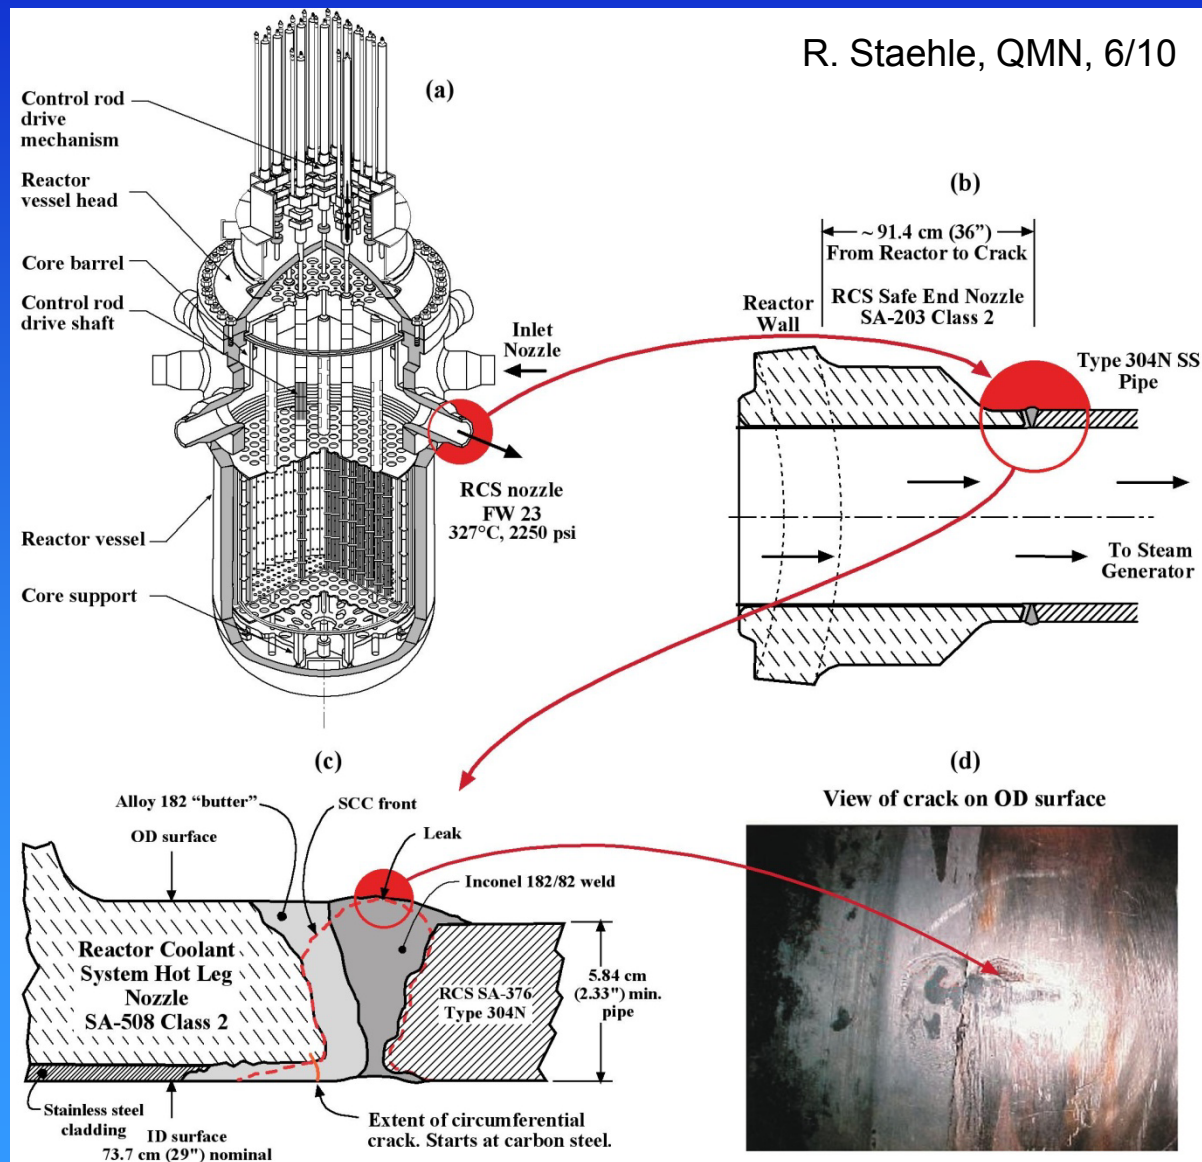 R. Staehle, QMN, 6/10
(a)
Control rod
drive
mechanism
Reactor
vessel head
Core barrel
Control rod
drive shaft
Inlet
Nozzle
RCS nozzle
FW 23
327°C, 2250 psi
Reactor vessel
Core support
(b)
~ 91.4 cm (36")
From Reactor to Crack
Reactor
Wall
RCS Safe End Nozzle
SA-203 Class 2
Type 304N SS
Pipe
To Steam
Generator
(c)
Alloy 182 “butter”
SCC front
OD surface
Leak
Inconel 182/82 weld
Reactor Coolant
System Hot Leg
Nozzle
SA-508 Class 2
RCS SA-376
Type 304N
5.84 cm
(2.33") min.
pipe
Stainless steel
cladding
ID surface
73.7 cm (29") nominal
Extent of circumferential
crack. Starts at carbon steel.
(d)
View of crack on OD surface